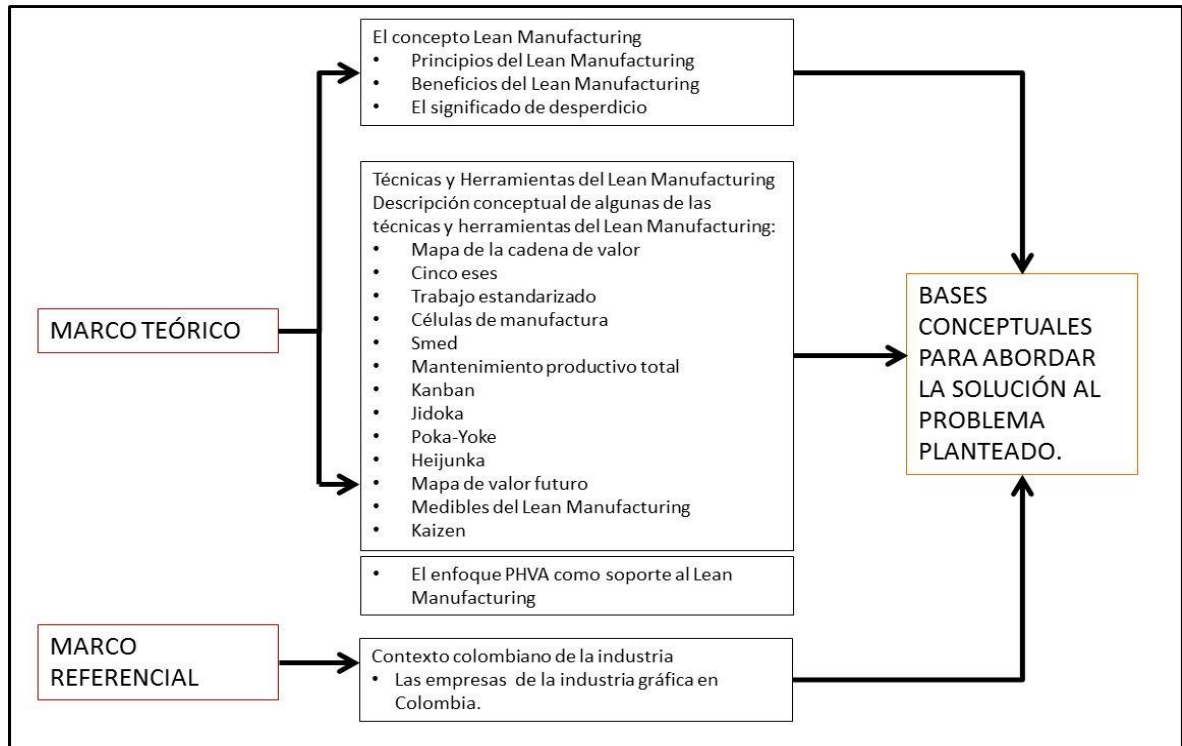 El concepto Lean Manufacturing
• Principios del Lean Manufacturing
• Beneficios del Lean Manufacturing
• El significado de desperdicio
Técnicas y Herramientas del Lean Manufacturing
Descripción conceptual de algunas de las
técnicas y herramientas del Lean Manufacturing:
• Mapa de la cadena de valor
• Cinco eses
• Trabajo estandarizado
• Células de manufactura
• Smed
• Mantenimiento productivo total
• Kanban
• Jidoka
• Poka-Yoke
• Heijunka
• Mapa de valor futuro
• Medibles del Lean Manufacturing
• Kaizen
• El enfoque PHVA como soporte al Lean
Manufacturing
MARCO TEÓRICO
MARCO
REFERENCIAL
Contexto colombiano de la industria
• Las empresas de la industria gráfica en
Colombia.
BASES
CONCEPTUALES
PARA ABORDAR
LA SOLUCIÓN AL
PROBLEMA
PLANTEADO.